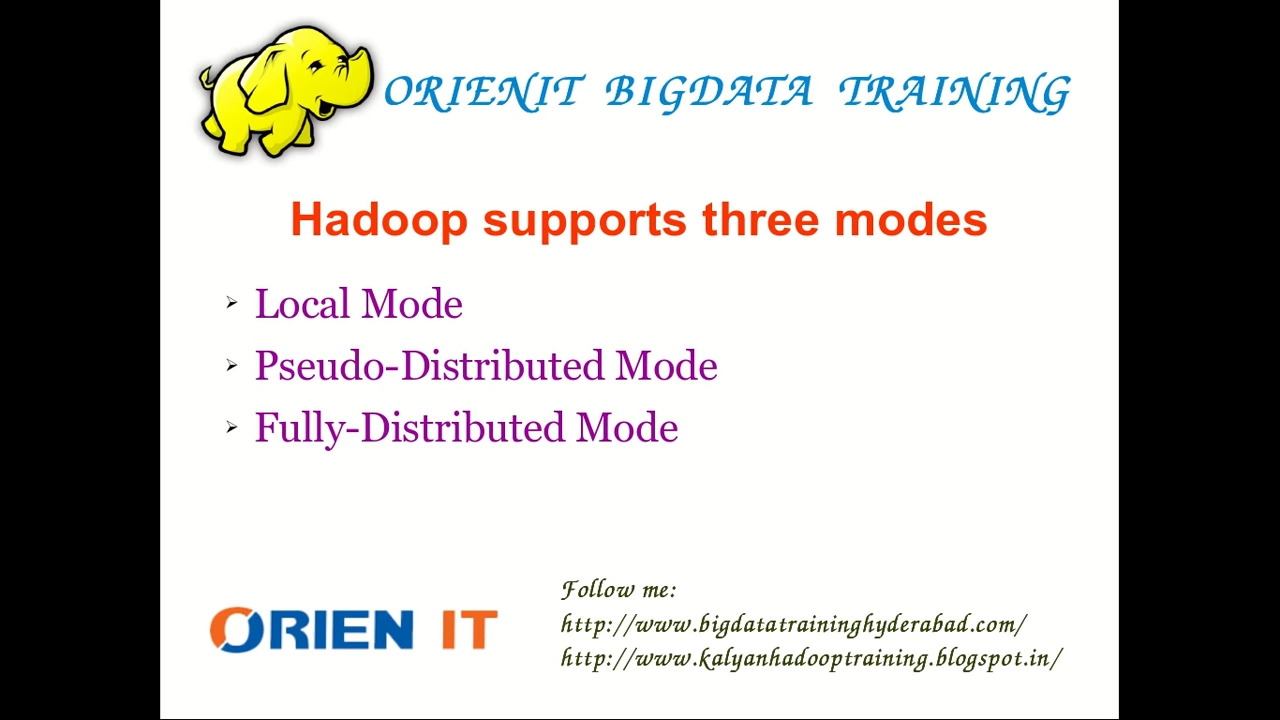 ORIENIT BIGDATA TRAINING
Hadoop supports three modes
➢ Local Mode
➢ Pseudo-Distributed Mode
➢ Fully-Distributed Mode
ORIEN IT
Follow me:
http://www.bigdatatraininghyderabad.com/
http://www.kalyanhadooptraining.blogspot.in/